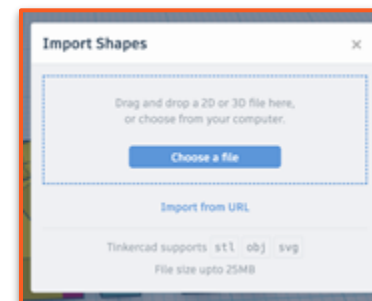 Import Shapes ×
Drag and drop a 2D or 3D file here,
or choose from your computer.
Choose a file
Import from URL
Tinkercad supports stl obj svg
File size upto 25MB